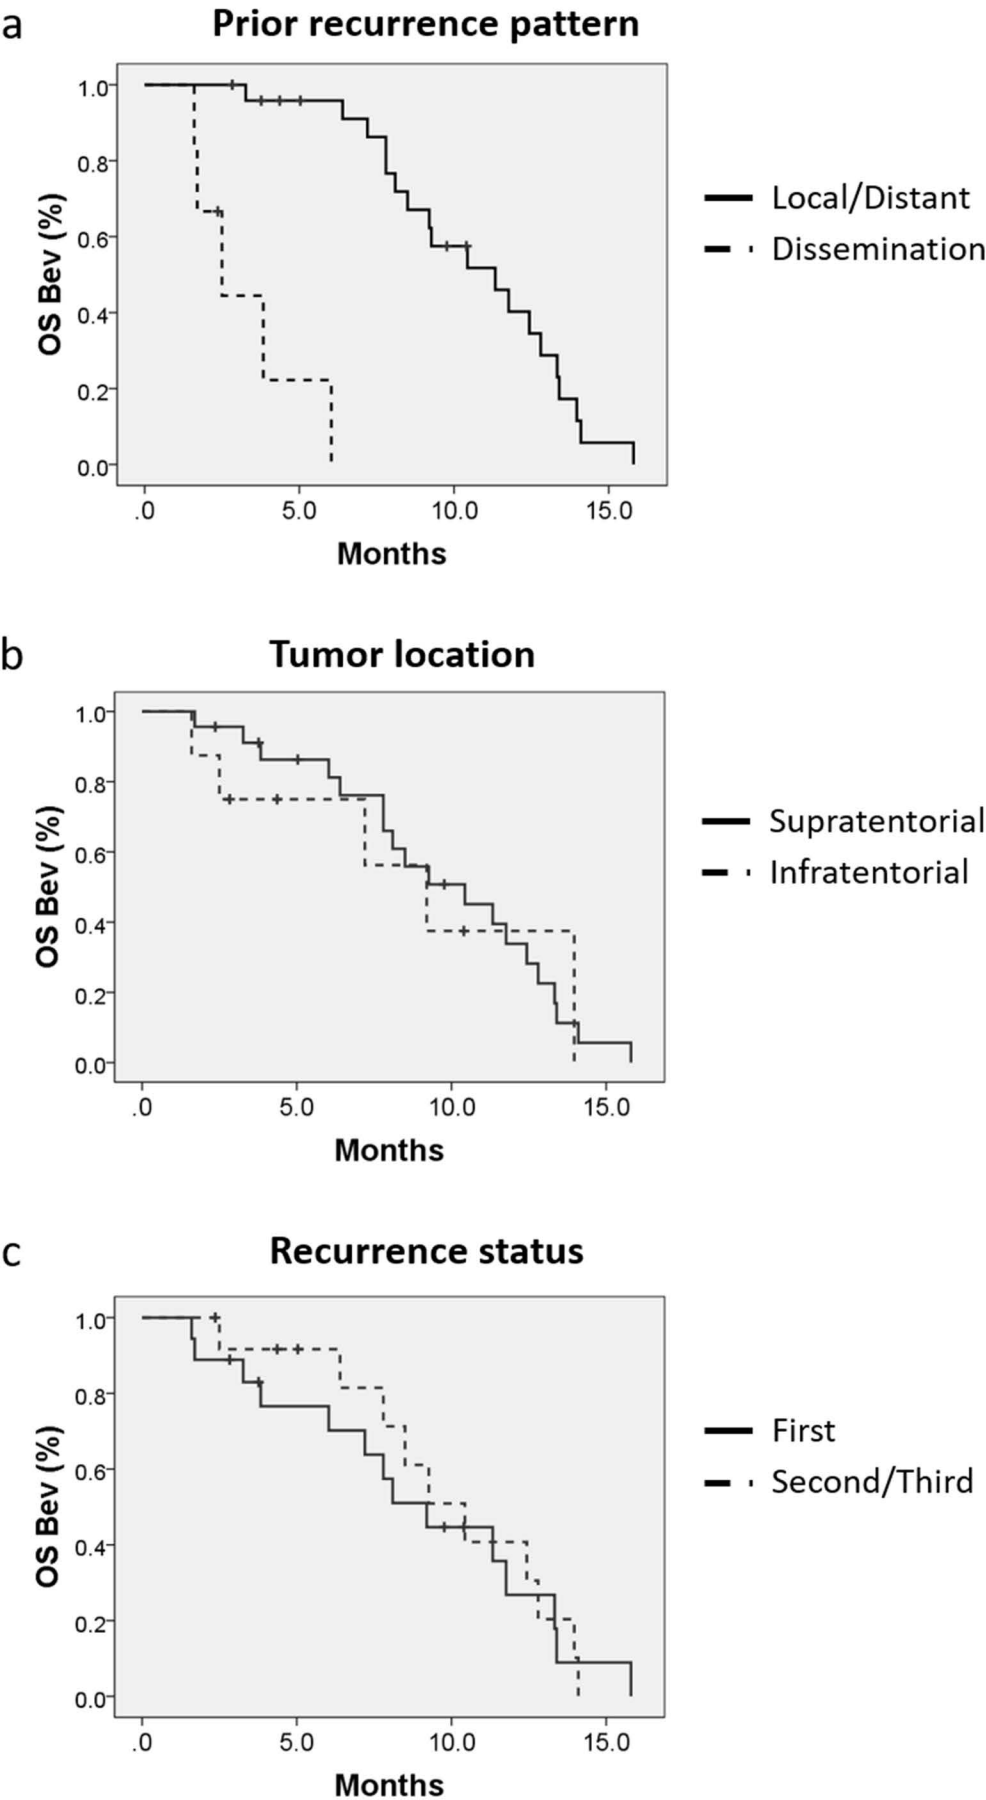 a
Prior recurrence pattern
OS Bev (%)
1.0
0.8
0.6
0.4
0.2
0.0
.0 5.0 10.0 15.0
Months
Local/Distant
Dissemination
b
Tumor location
OS Bev (%)
1.0
0.8
0.6
0.4
0.2
0.0
.0 5.0 10.0 15.0
Months
Supratentorial
Infratentorial
c
Recurrence status
OS Bev (%)
1.0
0.8
0.6
0.4
0.2
0.0
.0 5.0 10.0 15.0
Months
First
Second/Third